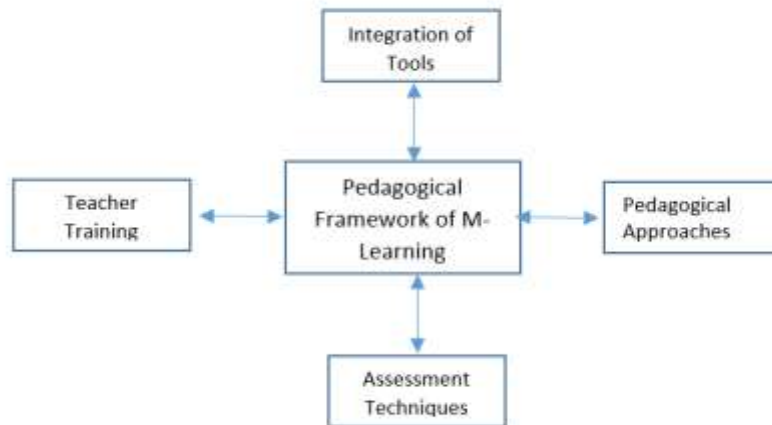 Integration of
Tools
Teacher
Training
Pedagogical
Framework of M-
Learning
Pedagogical
Approaches
Assessment
Techniques